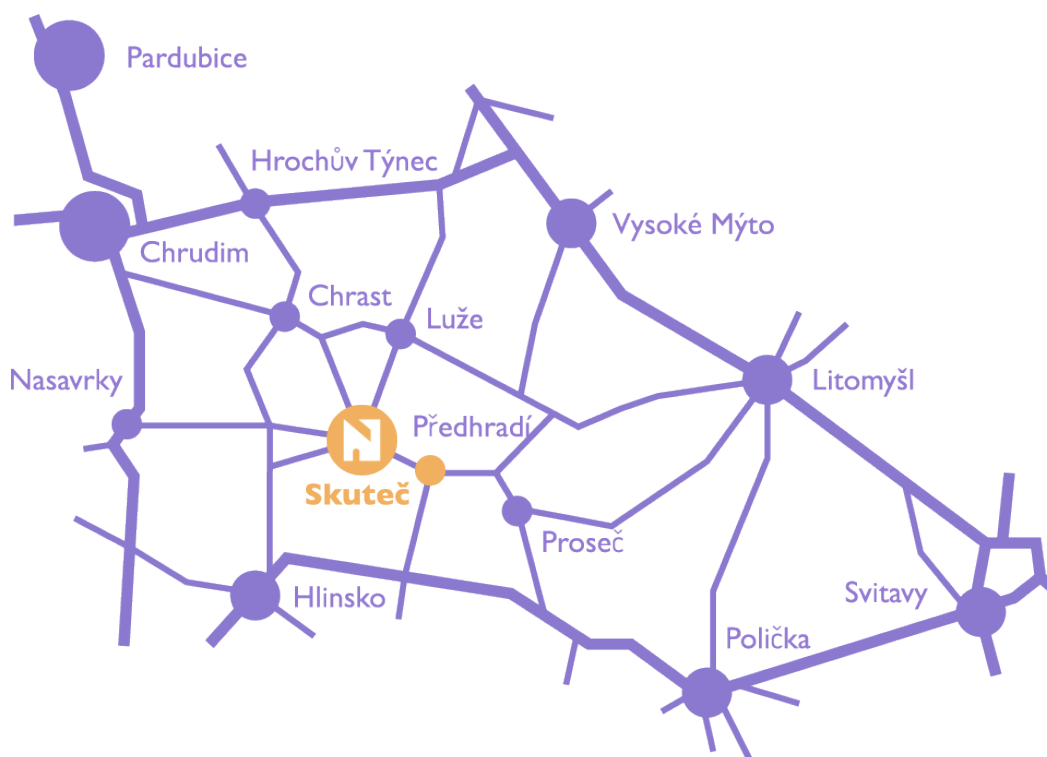 Pardubice
Hrochův Týnec
Vysoké Mýto
Chrudim
Chrast
Luže
Nasavrky
Litomyšl
Předhradí
Skuteč
Proseč
Hlinsko
Svitavy
Polička